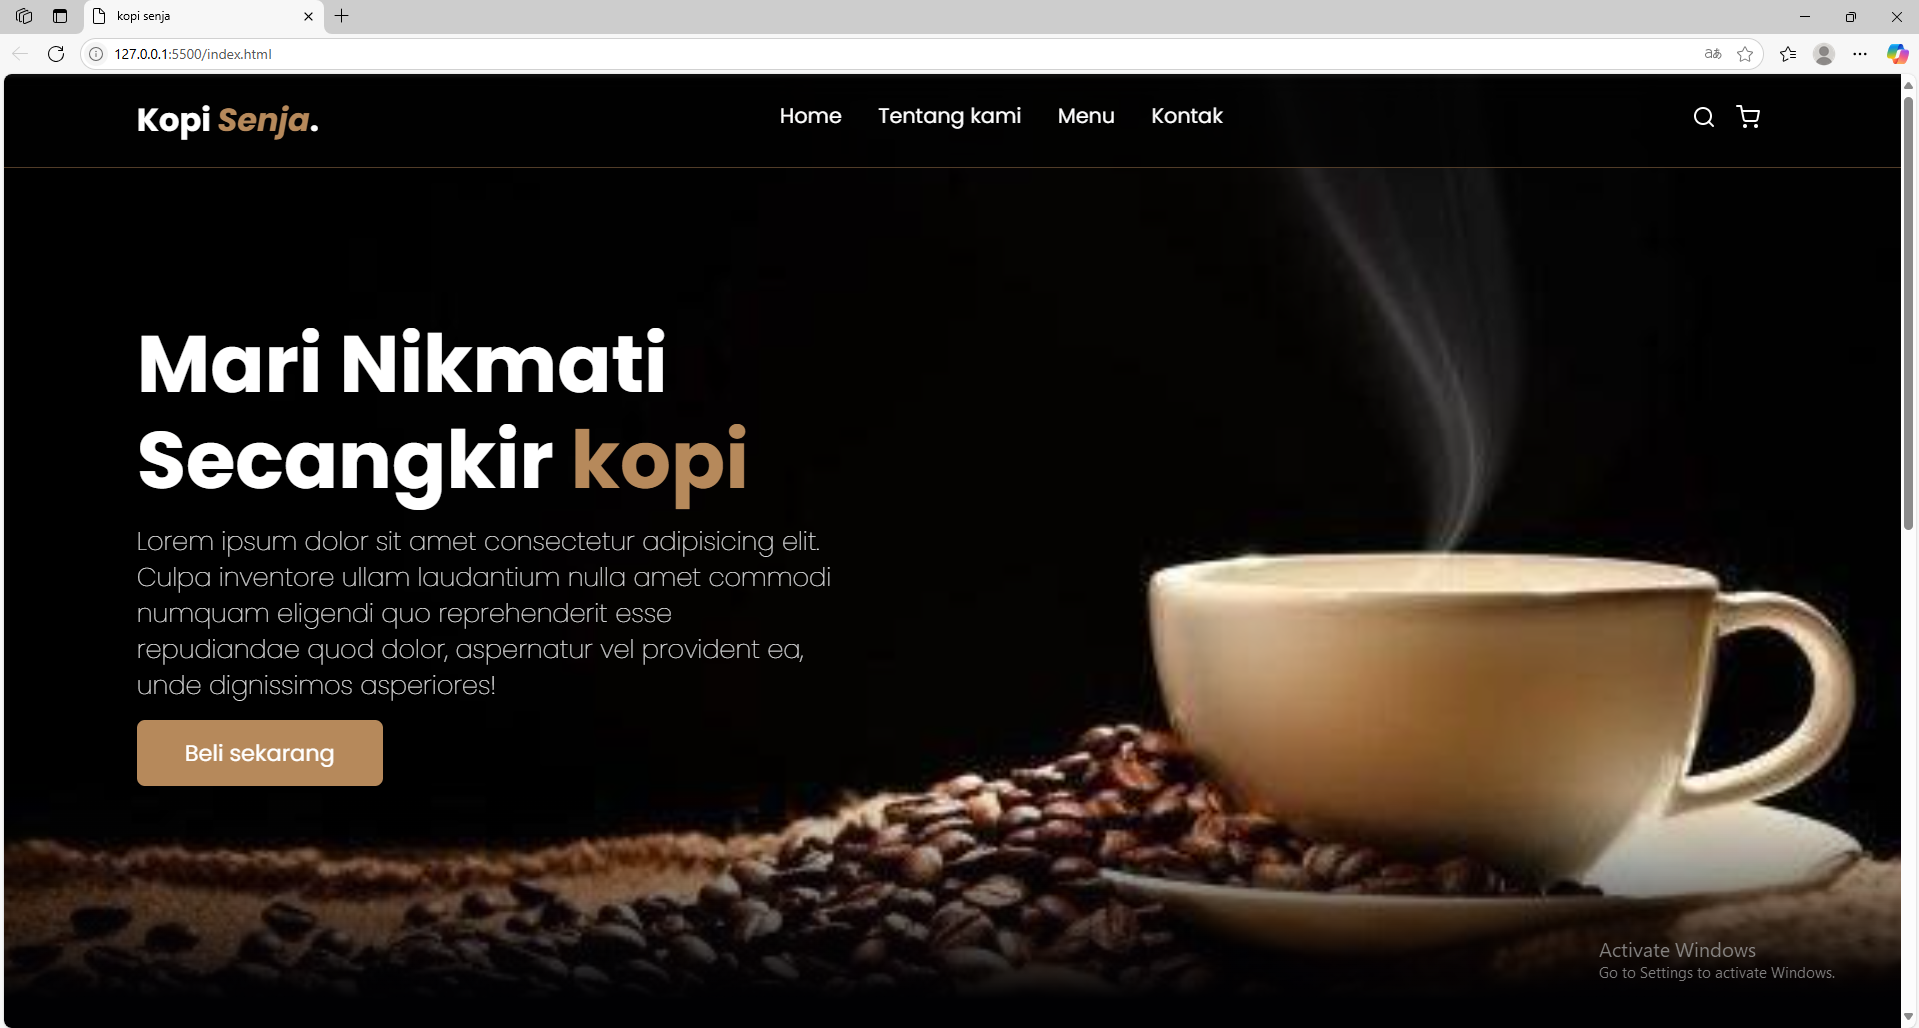 kopi senja
127.0.0.1:5500/index.html
Kopi Senja.
Home Tentang kami Menu Kontak
Mari Nikmati
Secangkir kopi
Lorem ipsum dolor sit amet consectetur adipisicing elit.
Culpa inventore ullam laudantium nulla amet commodi
numquam eligendi quo reprehenderit esse
repudiandae quod dolor, aspernatur vel provident ea,
unde dignissimos asperiores!
Beli sekarang
Activate Windows
Go to Settings to activate Windows.